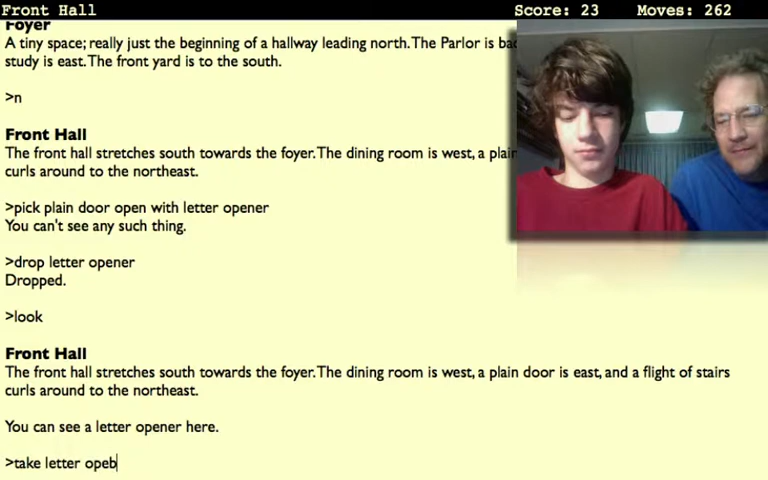 Front Hall Score: 23 Moves: 262
Foyer
A tiny space; really just the beginning of a hallway leading north. The Parlor is
study is east. The front yard is to the south.
>n
Front Hall
The front hall stretches south towards the foyer. The dining room is west, a plain
curls around to the northeast.
>pick plain door open with letter opener
You can't see any such thing.
>drop letter opener
Dropped.
>look
Front Hall
The front hall stretches south towards the foyer. The dining room is west, a plain door is east, and a flight of stairs
curls around to the northeast.
You can see a letter opener here.
>take letter opeb